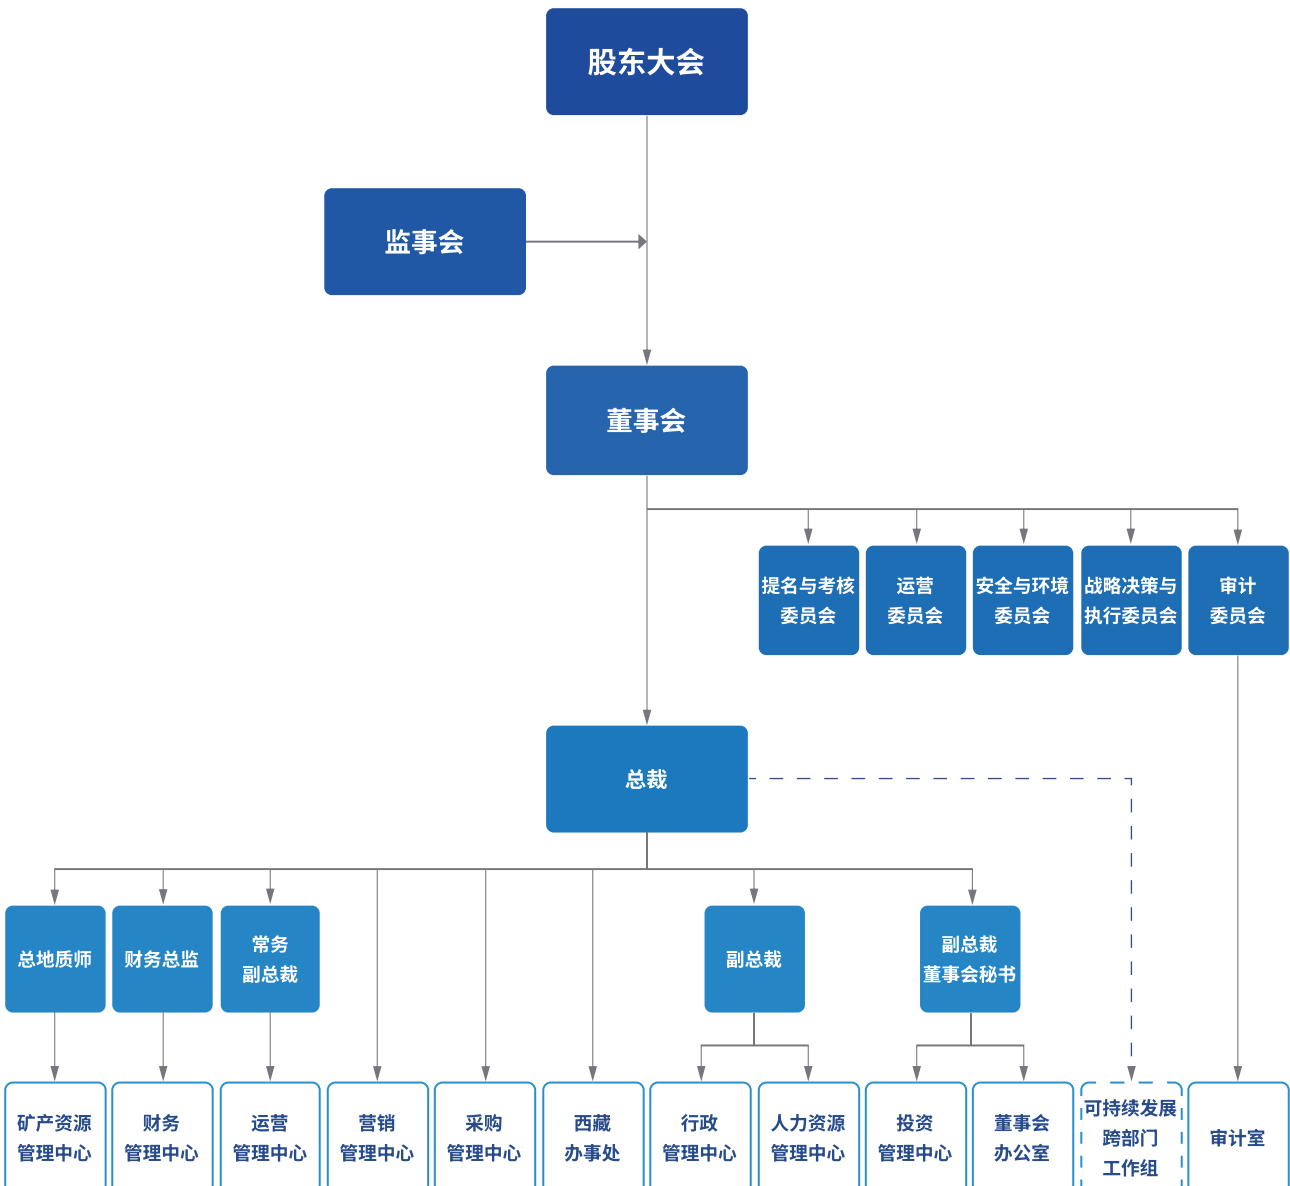 股东大会
监事会
董事会
提名与考核
委员会
运营
委员会
安全与环境
委员会
战略决策与
执行委员会
审计
委员会
总裁
总地质师
财务总监
常务
副总裁
副总裁
副总裁
董事会秘书
矿产资源
管理中心
财务
管理中心
运营
管理中心
营销
管理中心
采购
管理中心
西藏
办事处
行政
管理中心
人力资源
管理中心
投资
管理中心
董事会
办公室
可持续发展
跨部门
工作组
审计室